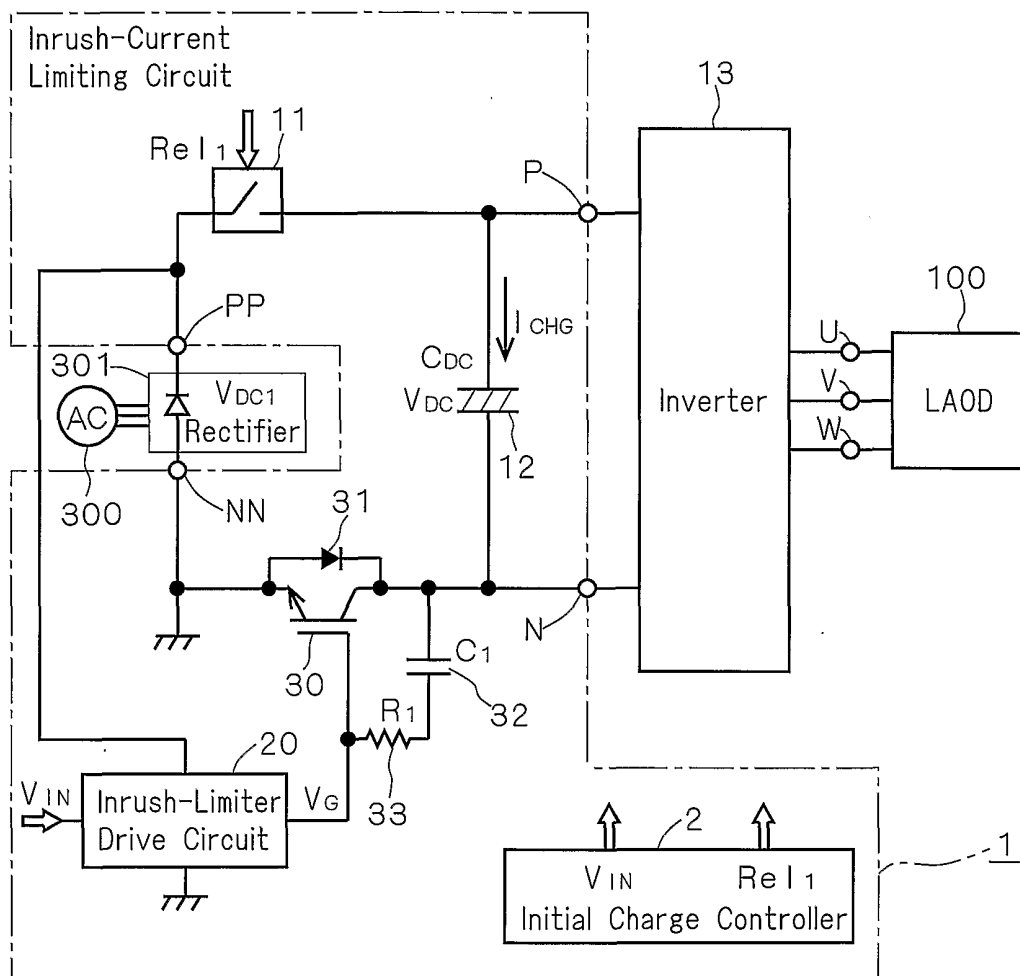 Inrush-Current
Limiting Circuit
13
11
Rel1
P
PP
100
ICHG
U
301
CDC
VDC1
V
AC
Rectifier
VDC
Inverter
LAOD
W
12
300
NN
31
N
30
C1
32
R1
20
VIN
Inrush-Limiter
Drive Circuit
VG
33
2
1
VIN
Rel1
Initial Charge Controller